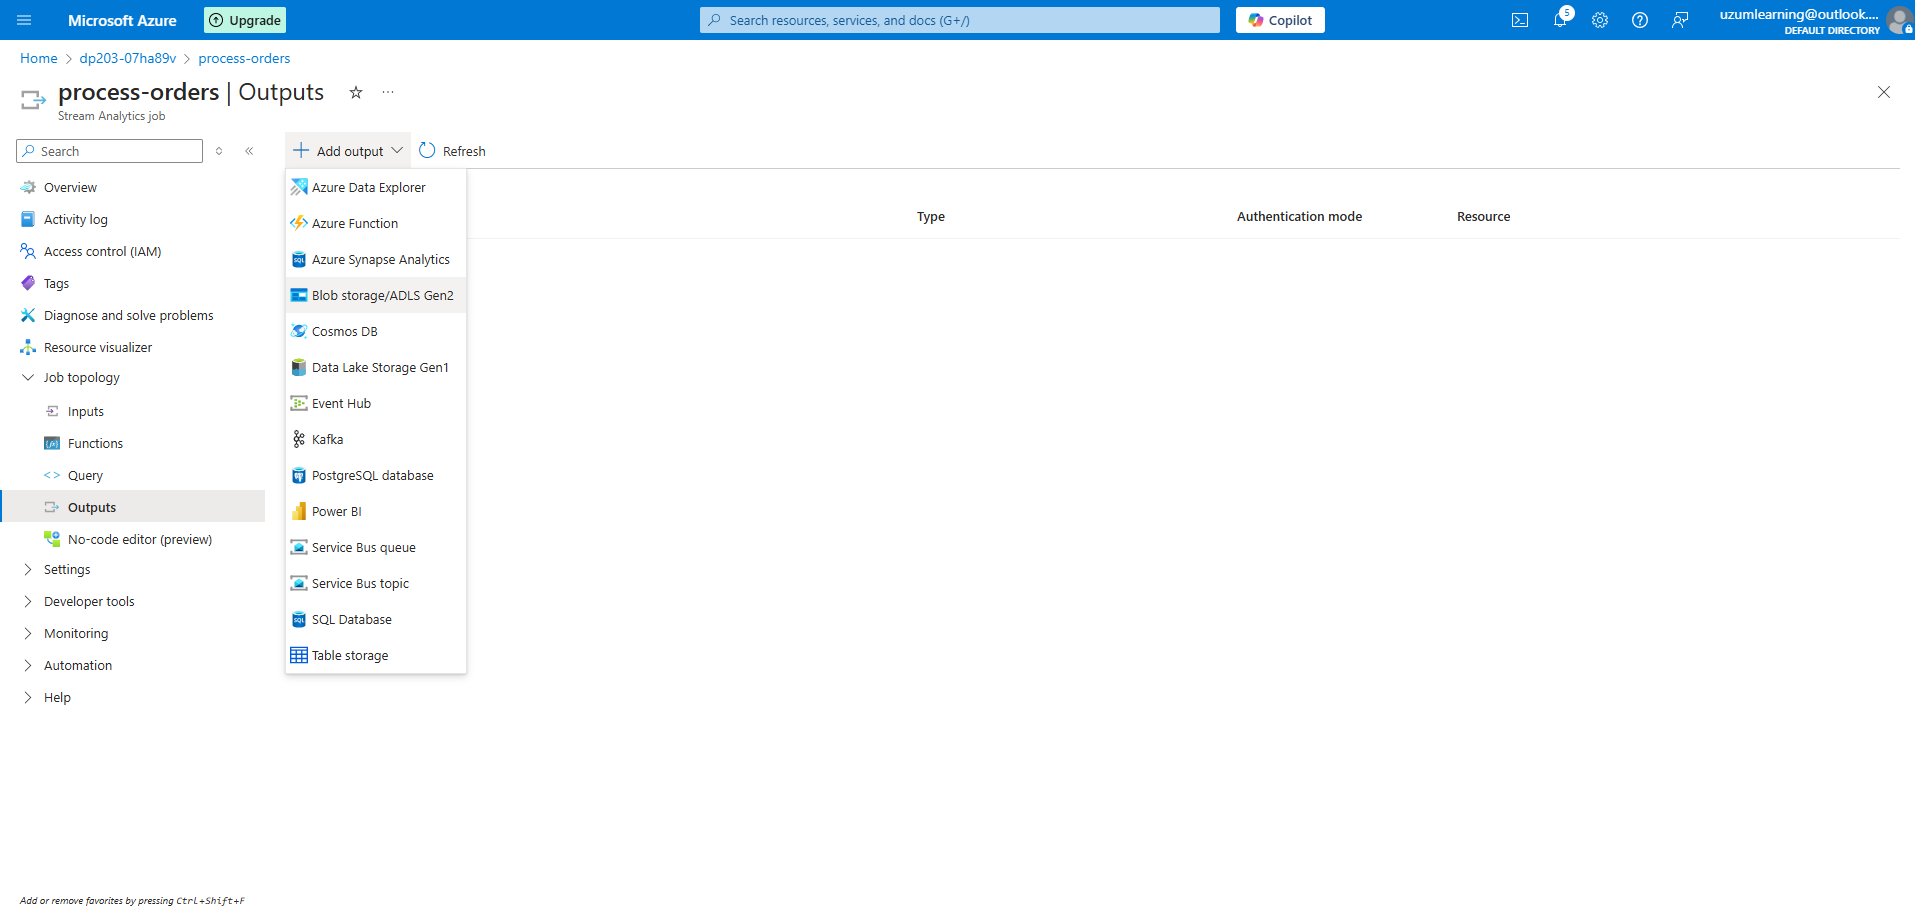 Microsoft Azure
Upgrade
Search resources, services, and docs (G+/)
Copilot
5
uzumlearning@outlook....
DEFAULT DIRECTORY
Home > dp203-07ha89v > process-orders
process-orders | Outputs
Stream Analytics job
Search
Add output
Refresh
Overview
Activity log
Access control (IAM)
Tags
Diagnose and solve problems
Resource visualizer
Job topology
Inputs
Functions
Query
Outputs
No-code editor (preview)
Settings
Developer tools
Monitoring
Automation
Help
Azure Data Explorer
Azure Function
Azure Synapse Analytics
Blob storage/ADLS Gen2
Cosmos DB
Data Lake Storage Gen1
Event Hub
Kafka
PostgreSQL database
Power BI
Service Bus queue
Service Bus topic
SQL Database
Table storage
Type
Authentication mode
Resource
Add or remove favorites by pressing Ctrl+Shift+F